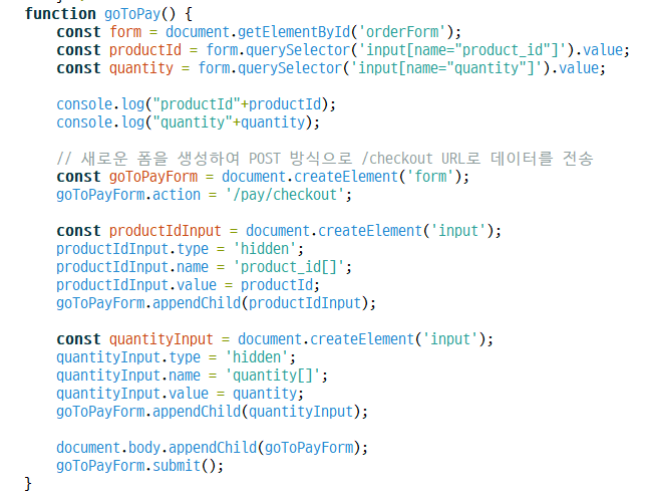 function goToPay() {
    const form = document.getElementById('orderForm');
    const productId = form.querySelector('input[name="product_id"]').value;
    const quantity = form.querySelector('input[name="quantity"]').value;

    console.log("productId"+productId);
    console.log("quantity"+quantity);

    // 새로운 폼을 생성하여 POST 방식으로 /checkout URL로 데이터를 전송
    const goToPayForm = document.createElement('form');
    goToPayForm.action = '/pay/checkout';

    const productIdInput = document.createElement('input');
    productIdInput.type = 'hidden';
    productIdInput.name = 'product_id[]';
    productIdInput.value = productId;
    goToPayForm.appendChild(productIdInput);

    const quantityInput = document.createElement('input');
    quantityInput.type = 'hidden';
    quantityInput.name = 'quantity[]';
    quantityInput.value = quantity;
    goToPayForm.appendChild(quantityInput);

    document.body.appendChild(goToPayForm);
    goToPayForm.submit();
}